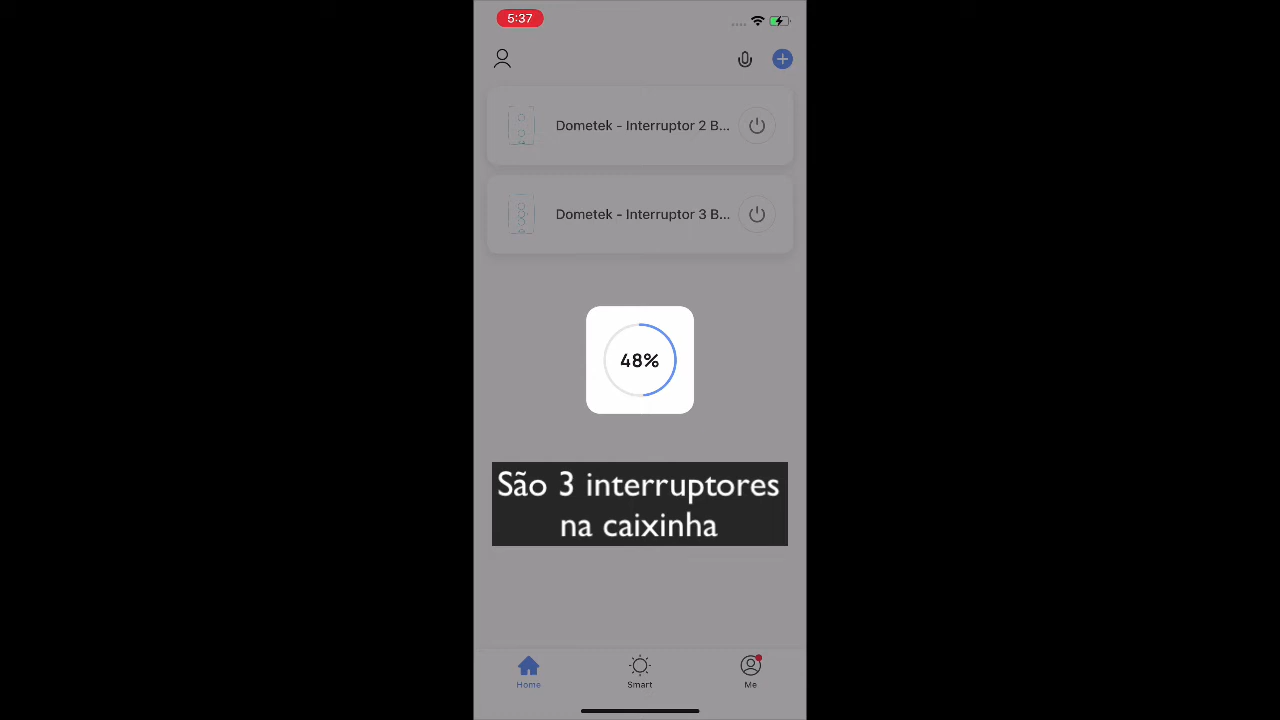 5:37
Dometek - Interruptor 2 B...
Dometek - Interruptor 3 B...
48%
São 3 interruptores
na caixinha
Home
Smart
Me